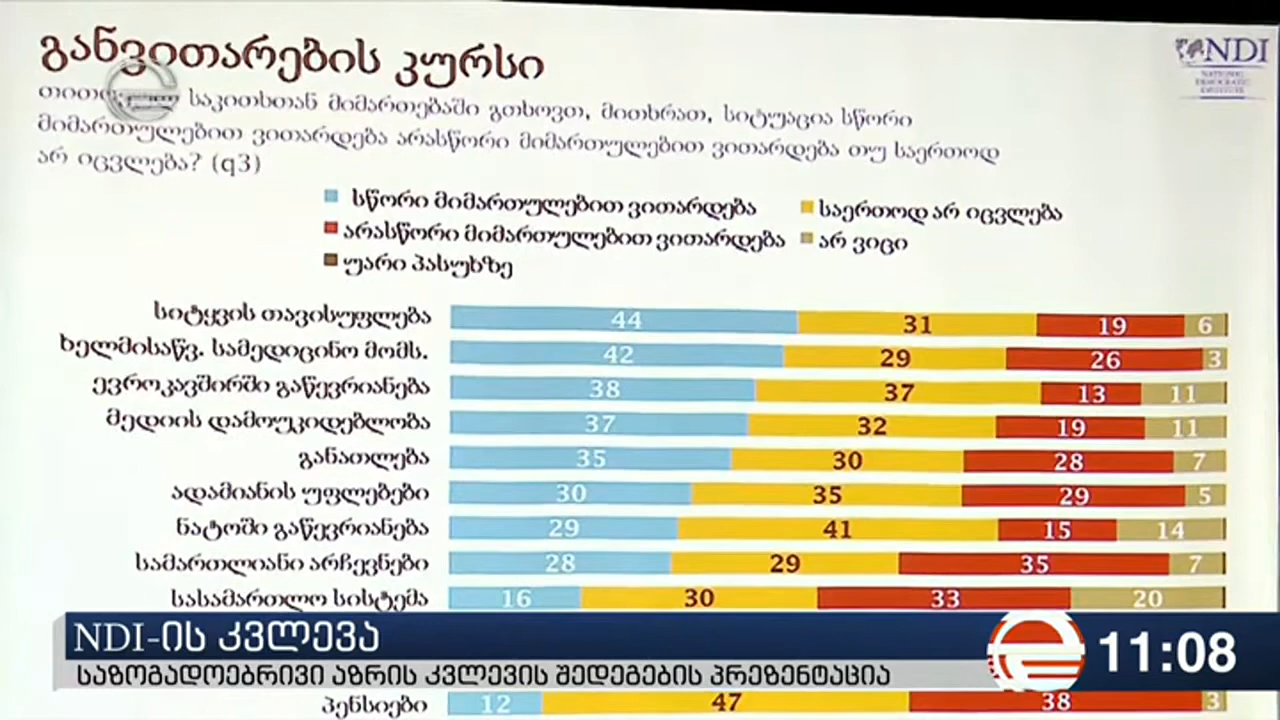 განვითარების კურსი
NDI
NATIONAL
DEMOCRATIC
INSTITUTE
საკითხთან მიმართებაში გთხოვთ, მითხრათ, სიტუაცია სწორი
მიმართულებით ვითარდება არასწორი მიმართულებით ვითარდება თუ საერთოდ
არ იცვლება? (q3)
სწორი მიმართულებით ვითარდება საერთოდ არ იცვლება
არასწორი მიმართულებით ვითარდება არ ვიცი
უარი პასუხზე
სიტყვის თავისუფლება 44 31 19 6
ხელმისაწვ. სამედიცინო მომს. 42 29 26 3
ევროკავშირში გაწევრიანება 38 37 13 11
მედიის დამოუკიდებლობა 37 32 19 11
განათლება 35 30 28 7
ადამიანის უფლებები 30 35 29 5
ნატოში გაწევრიანება 29 41 15 14
სამართლიანი არჩევნები 28 29 35 7
სასამართლო სისტემა 16 30 33 20
NDI-ის კვლევა
11:08
საზოგადოებრივი აზრის კვლევის შედეგების პრეზენტაცია
პენსიები 12 47 38 3